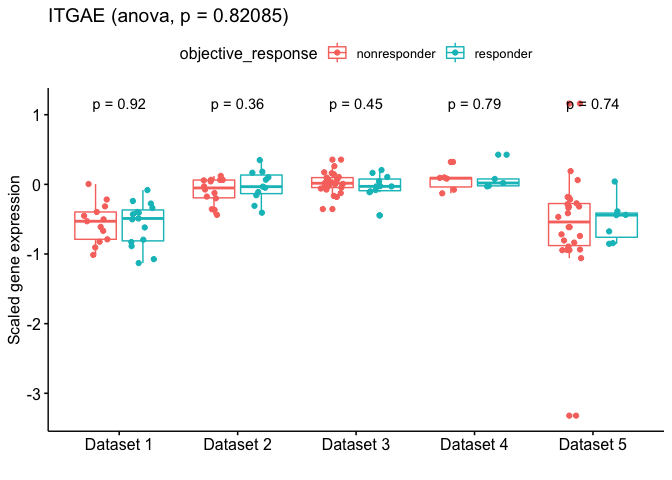 ITGAE (anova, p = 0.82085)
objective_response nonresponder responder
p = 0.92 p = 0.36 p = 0.45 p = 0.79 p = 0.74
1
0
-1
-2
-3
Scaled gene expression
Dataset 1 Dataset 2 Dataset 3 Dataset 4 Dataset 5